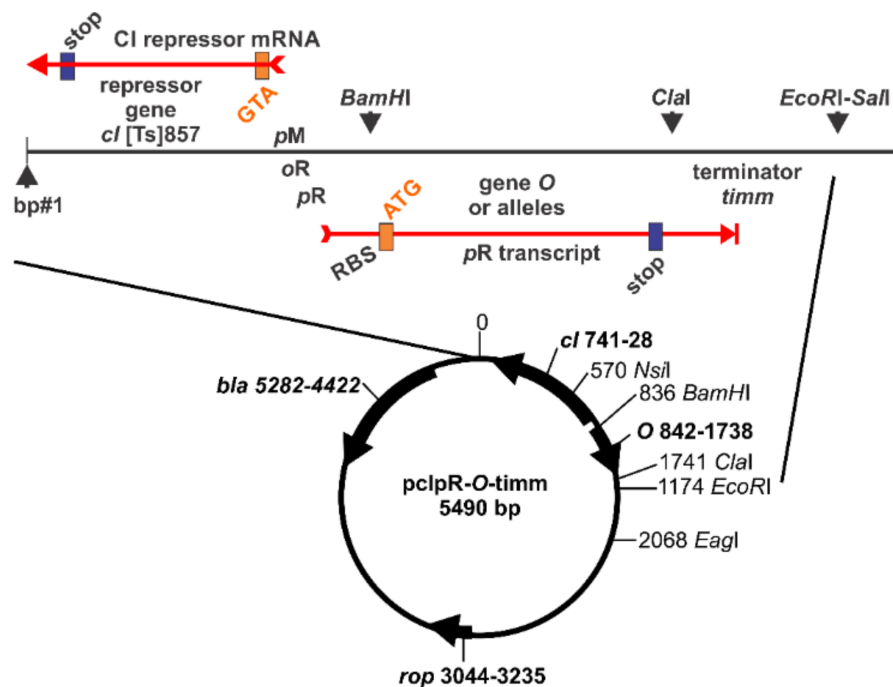 stop
CI repressor mRNA
repressor
gene
cI [Ts]857
GTA
pM
BamHI
ClaI
EcoRI-SalI
bp#1
oR
pR
ATG
gene O
or alleles
terminator
timm
RBS
pR transcript
stop
0
cI 741-28
570 NsiI
836 BamHI
bla 5282-4422
O 842-1738
1741 ClaI
1174 EcoRI
pcIpR-O-timm
5490 bp
2068 EagI
rop 3044-3235